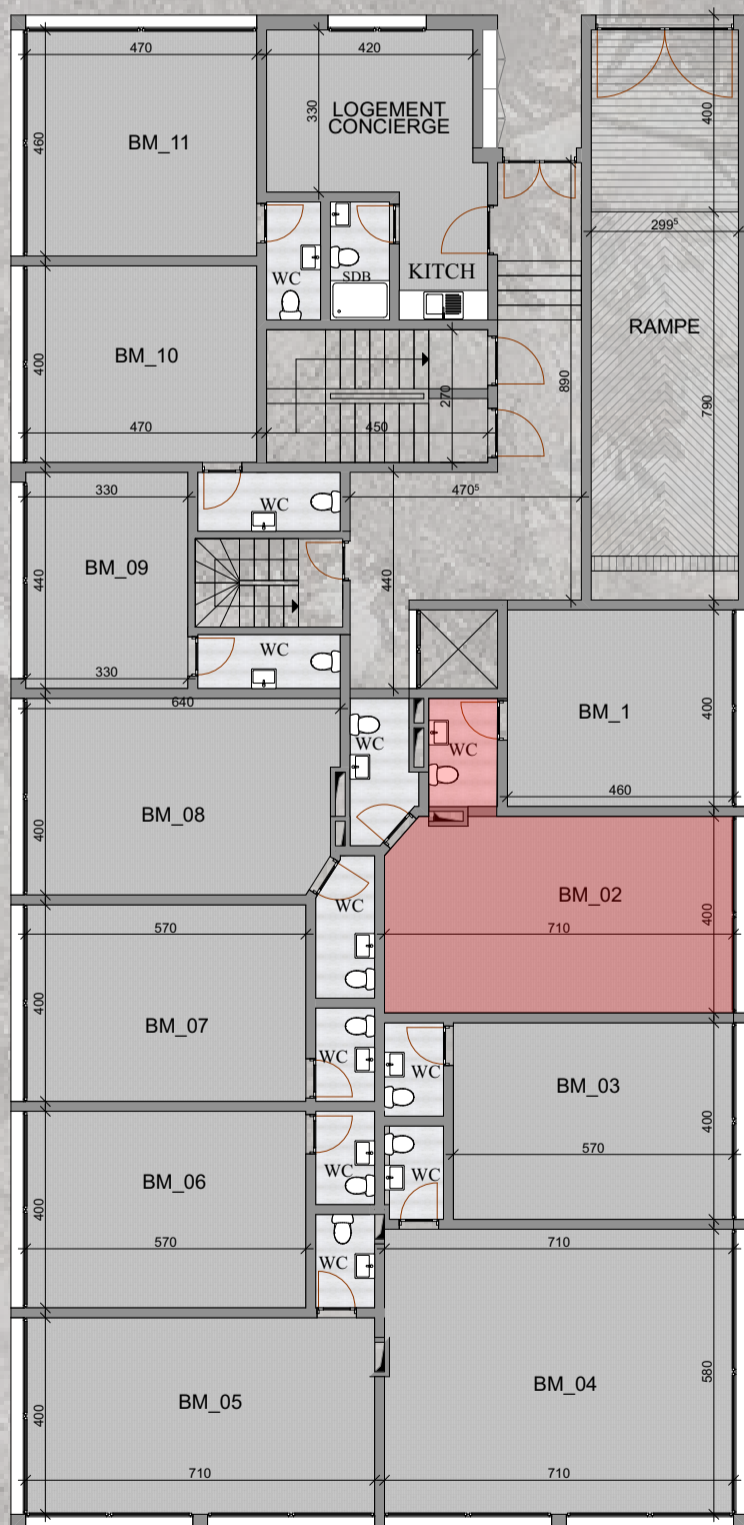 470
420
400
460
BM_11
330
LOGEMENT
CONCIERGE
299⁵
WC
SDB
KITCH
RAMPE
BM_10
400
470
450
270
890
790
330
WC
470⁵
BM_09
440
440
330
WC
640
BM_1
400
460
WC
WC
BM_08
400
BM_02
710
400
WC
570
BM_07
400
WC
WC
BM_03
400
570
WC
BM_06
400
570
WC
WC
710
BM_04
580
BM_05
400
710
710